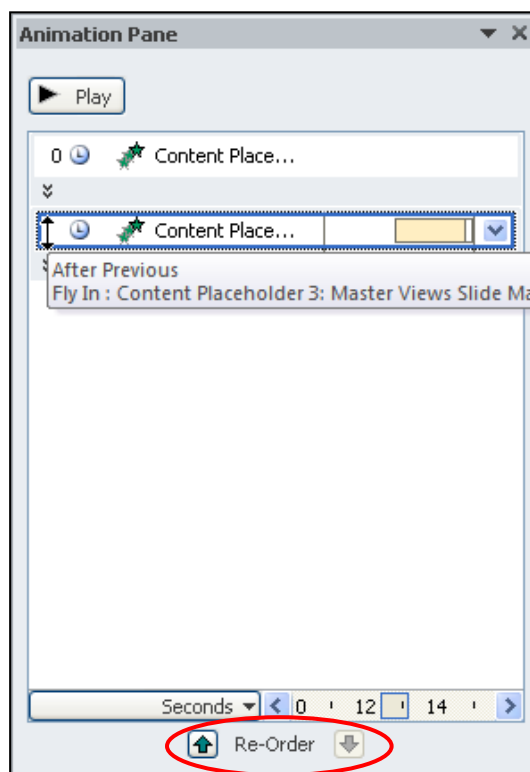 Animation Pane
Play
0 Content Place...
Content Place...
After Previous
Fly In : Content Placeholder 3: Master Views Slide Ma
Seconds 0 12 14
Re-Order